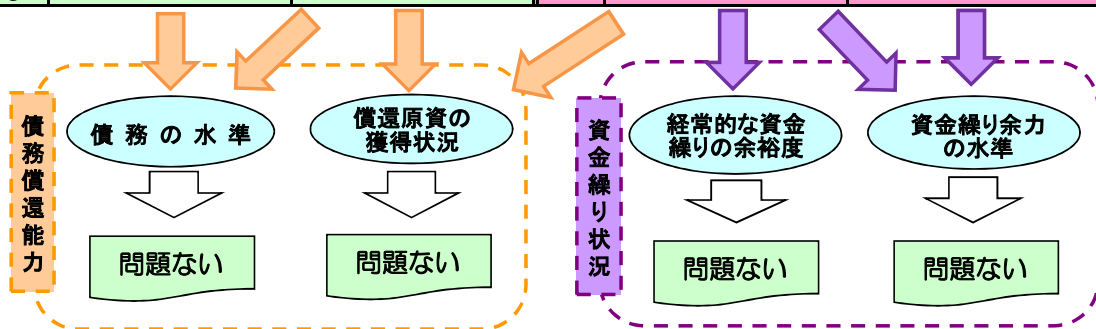 債務償還能力
債務の水準
償還原資の
獲得状況
問題ない
問題ない
資金繰り状況
経常的な資金
繰りの余裕度
資金繰り余力
の水準
問題ない
問題ない